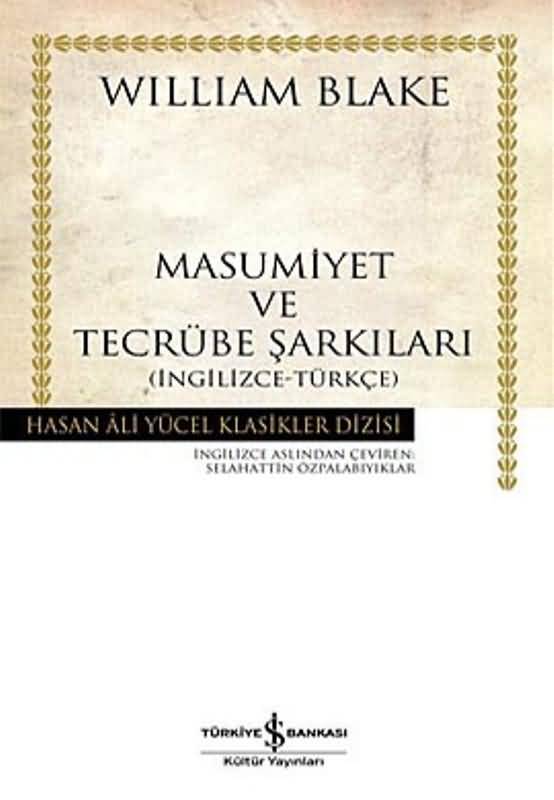 WILLIAM BLAKE
MASUMİYET
VE
TECRÜBE ŞARKILARI
(İNGİLİZCE-TÜRKÇE)
HASAN ÂLİ YÜCEL KLASİKLER DİZİSİ
İNGİLİZCE ASLINDAN ÇEVİREN:
SELAHATTİN ÖZPALABIYIKLAR
TÜRKİYE İŞ BANKASI
Kültür Yayınları